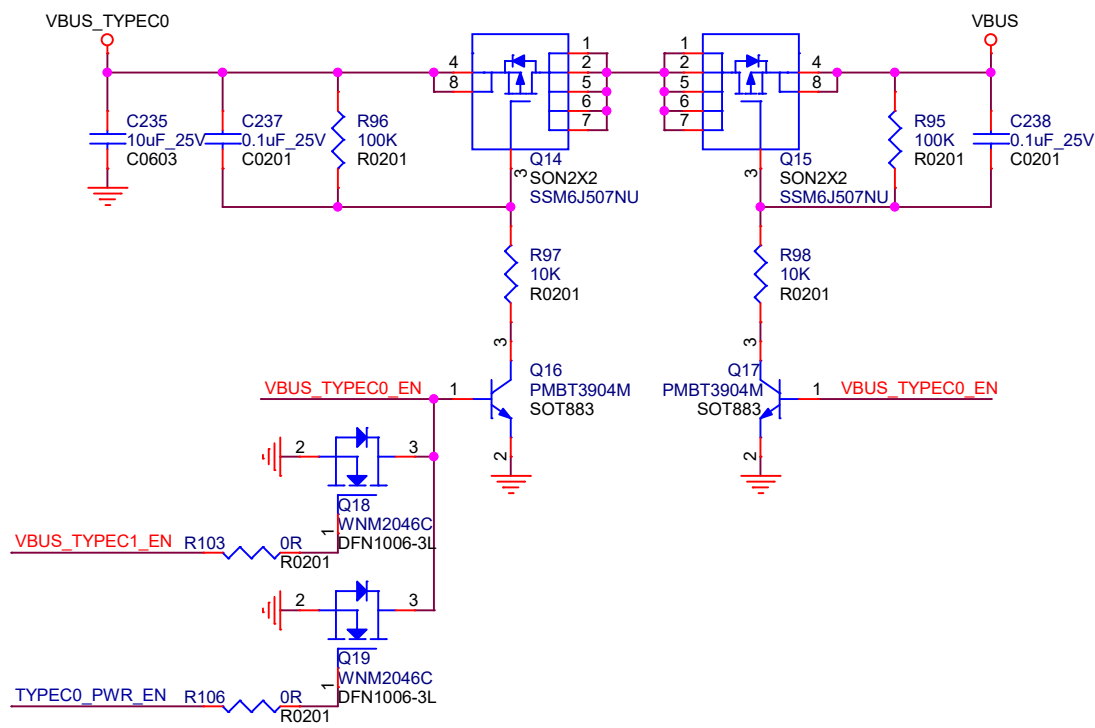 VBUS_TYPEC0
VBUS
4
8
1
2
5
6
7
1
2
5
6
7
4
8
C235
10uF_25V
C0603
C237
0.1uF_25V
C0201
R96
100K
R0201
R95
100K
R0201
C238
0.1uF_25V
C0201
3
Q14
SON2X2
SSM6J507NU
3
Q15
SON2X2
SSM6J507NU
R97
10K
R0201
R98
10K
R0201
3
3
VBUS_TYPEC0_EN
1
Q16
PMBT3904M
SOT883
2
Q17
PMBT3904M
SOT883
1
VBUS_TYPEC0_EN
2
2
3
Q18
WNM2046C
DFN1006-3L
1
VBUS_TYPEC1_EN
R103
0R
R0201
2
3
Q19
WNM2046C
DFN1006-3L
1
TYPEC0_PWR_EN
R106
0R
R0201